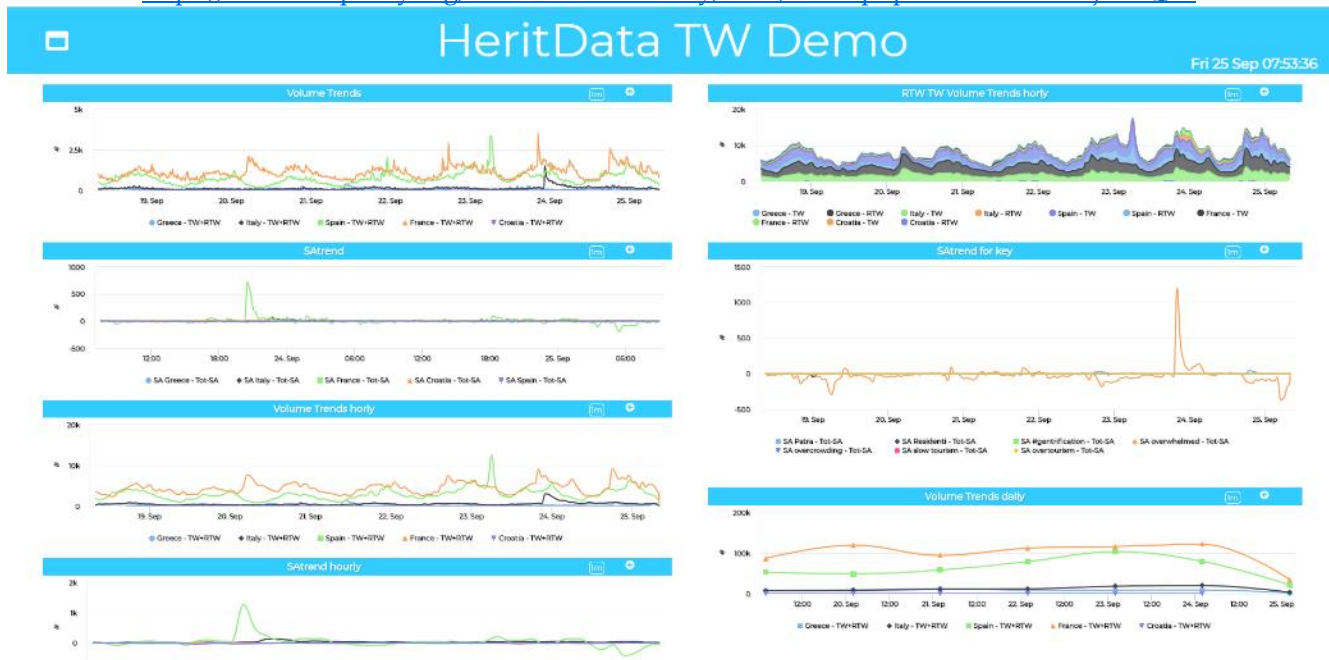 HeritData TW Demo
Fri 25 Sep 07:53:36
Volume Trends
1m
5k
2.5k
0
#
19. Sep 20. Sep 21. Sep 22. Sep 23. Sep 24. Sep 25. Sep
Greece - TW+RTW Italy - TW+RTW Spain - TW+RTW France - TW+RTW Croatia - TW+RTW
SAtrend
1m
1000
500
0
-500
#
12:00 18:00 24. Sep 06:00 12:00 18:00 25. Sep 06:00
SA Greece - Tot-SA SA Italy - Tot-SA SA France - Tot-SA SA Croatia - Tot-SA SA Spain - Tot-SA
Volume Trends horly
1m
20k
10k
0
#
19. Sep 20. Sep 21. Sep 22. Sep 23. Sep 24. Sep 25. Sep
Greece - TW+RTW Italy - TW+RTW Spain - TW+RTW France - TW+RTW Croatia - TW+RTW
SAtrend hourly
1m
2k
1k
0
#
RTW TW Volume Trends horly
1m
20k
10k
0
#
19. Sep 20. Sep 21. Sep 22. Sep 23. Sep 24. Sep 25. Sep
Greece - TW Greece - RTW Italy - TW Italy - RTW Spain - TW Spain - RTW France - TW
France - RTW Croatia - TW Croatia - RTW
SAtrend for key
1m
1500
1000
500
0
-500
#
19. Sep 20. Sep 21. Sep 22. Sep 23. Sep 24. Sep 25. Sep
SA Patra - Tot-SA SA Residenti - Tot-SA SA #gentrification - Tot-SA SA overwhelmed - Tot-SA
SA overcrowding - Tot-SA SA slow tourism - Tot-SA SA overtourism - Tot-SA
Volume Trends daily
1m
200k
100k
0
#
12:00 20. Sep 12:00 21. Sep 12:00 22. Sep 12:00 23. Sep 12:00 24. Sep 12:00 25. Sep
Greece - TW+RTW Italy - TW+RTW Spain - TW+RTW France - TW+RTW Croatia - TW+RTW